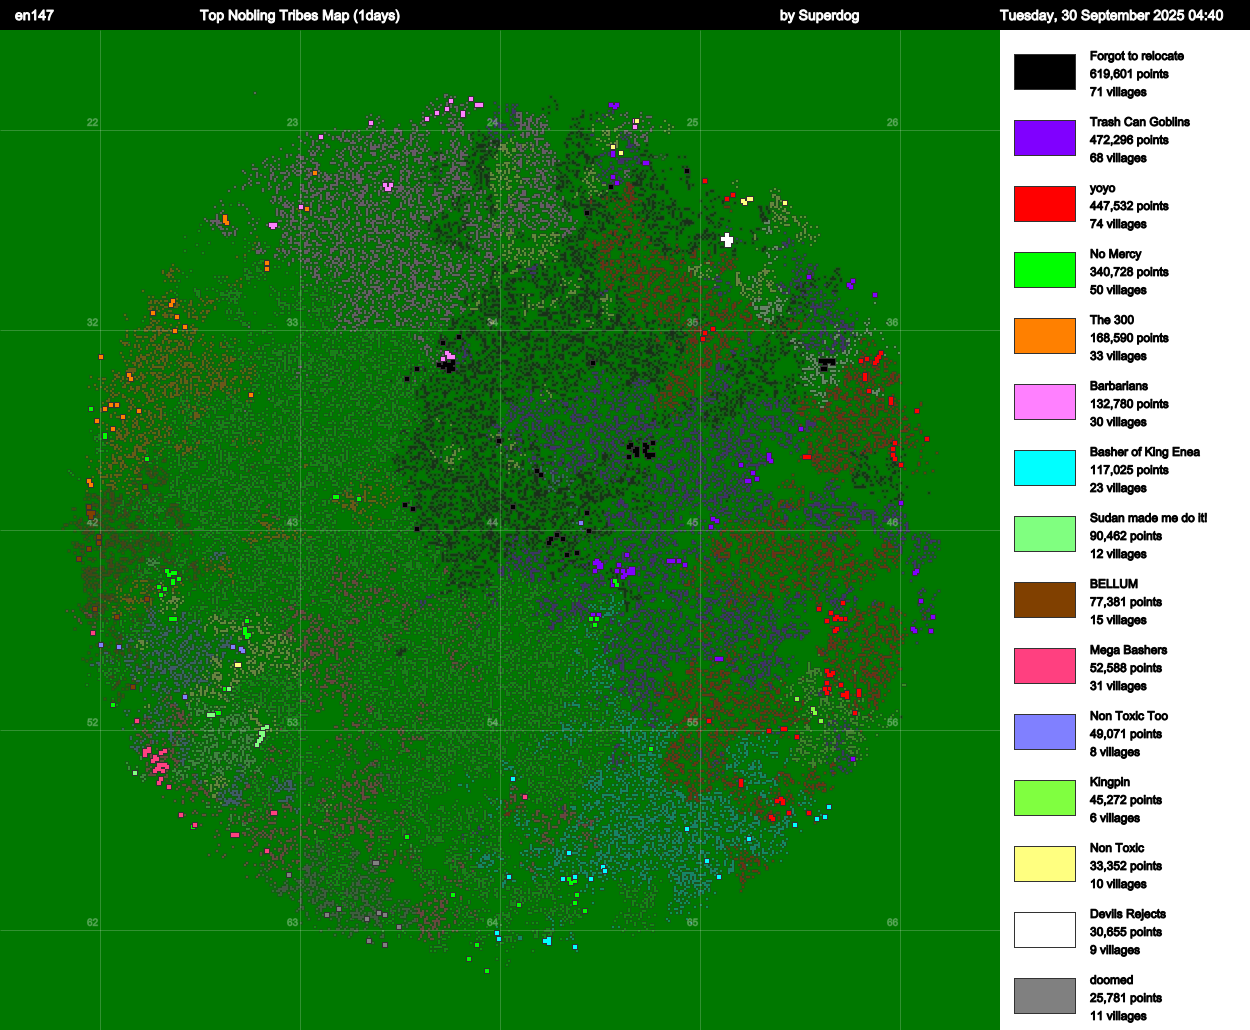 en147 Top Nobling Tribes Map (1days) by Superdog Tuesday, 30 September 2025 04:40
Forgot to relocate
619,601 points
71 villages
Trash Can Goblins
472,296 points
68 villages
yoyo
447,532 points
74 villages
No Mercy
340,728 points
50 villages
The 300
168,590 points
33 villages
Barbarians
132,780 points
30 villages
Basher of King Enea
117,025 points
23 villages
Sudan made me do it!
90,462 points
12 villages
BELLUM
77,381 points
15 villages
Mega Bashers
52,588 points
31 villages
Non Toxic Too
49,071 points
8 villages
Kingpin
45,272 points
6 villages
Non Toxic
33,352 points
10 villages
Devils Rejects
30,655 points
9 villages
doomed
25,781 points
11 villages
22 23 24 25 26
32 33 34 35 36
42 43 44 45 46
52 53 54 55 56
62 63 64 65 66